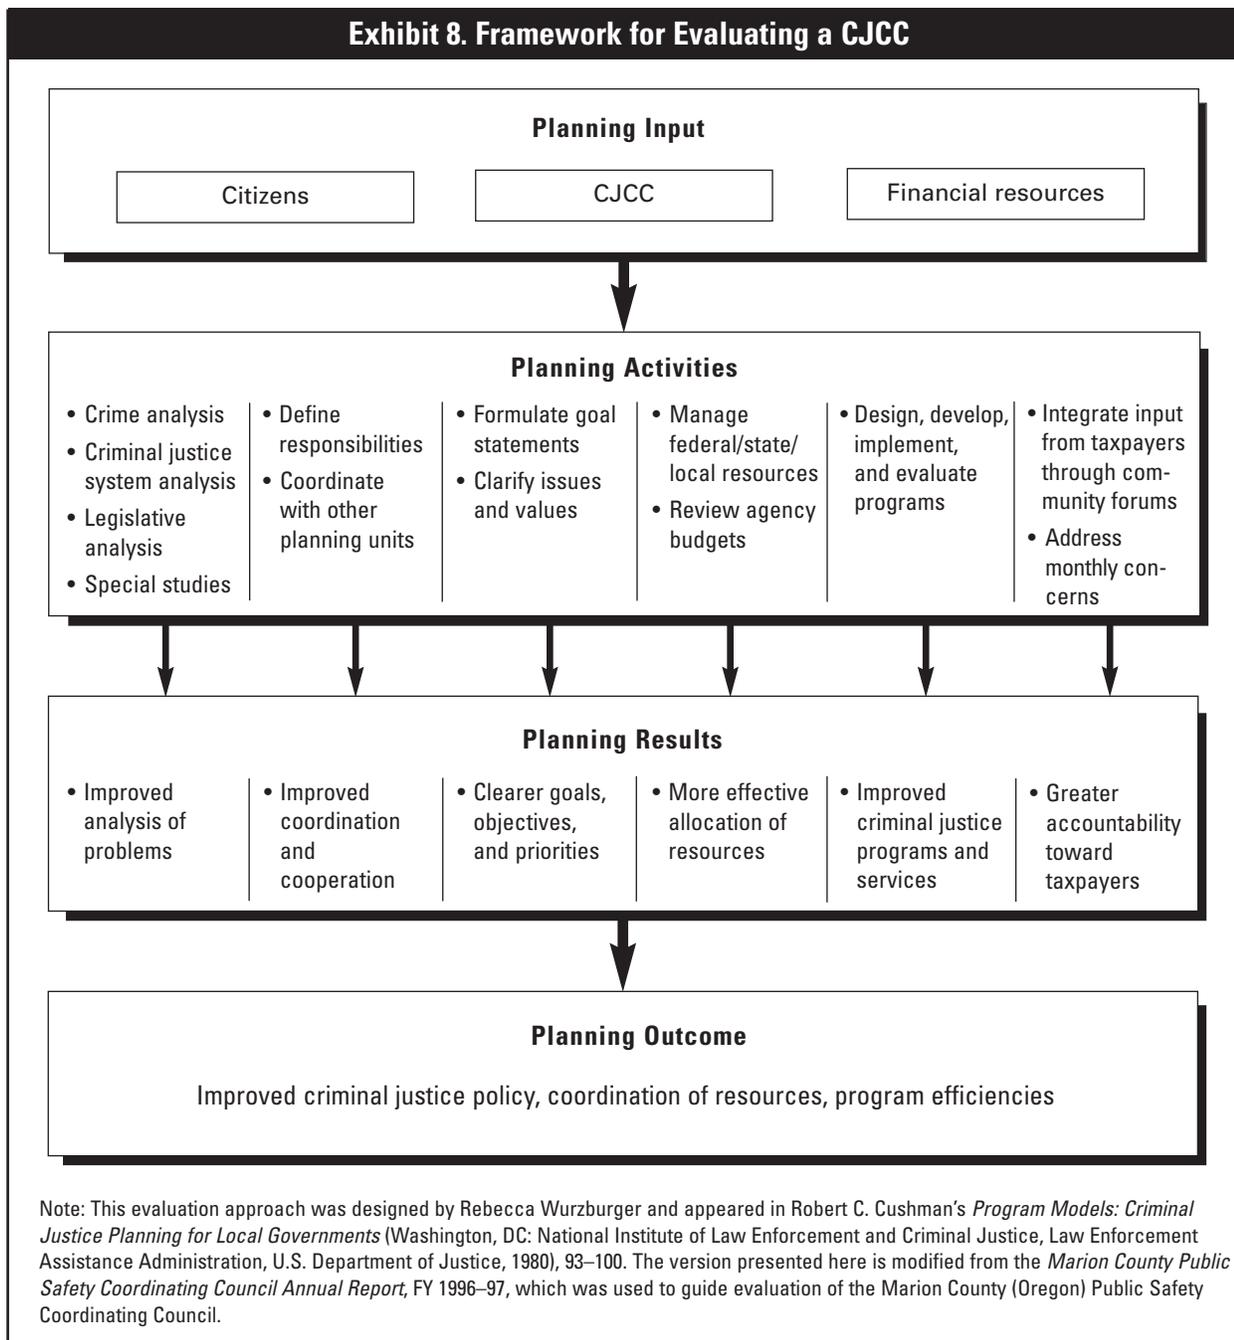 Exhibit 8. Framework for Evaluating a CJCC
Planning Input
Citizens
CJCC
Financial resources
Planning Activities
• Crime analysis
• Criminal justice
system analysis
• Legislative
analysis
• Special studies
• Define
responsibilities
• Coordinate
with other
planning units
• Formulate goal
statements
• Clarify issues
and values
• Manage
federal/state/
local resources
• Review agency
budgets
• Design, develop,
implement,
and evaluate
programs
• Integrate input
from taxpayers
through com-
munity forums
• Address
monthly con-
cerns
Planning Results
• Improved
analysis of
problems
• Improved
coordination
and
cooperation
• Clearer goals,
objectives,
and priorities
• More effective
allocation of
resources
• Improved
criminal justice
programs and
services
• Greater
accountability
toward
taxpayers
Planning Outcome
Improved criminal justice policy, coordination of resources, program efficiencies
Note: This evaluation approach was designed by Rebecca Wurzburger and appeared in Robert C. Cushman's Program Models: Criminal
Justice Planning for Local Governments (Washington, DC: National Institute of Law Enforcement and Criminal Justice, Law Enforcement
Assistance Administration, U.S. Department of Justice, 1980), 93–100. The version presented here is modified from the Marion County Public
Safety Coordinating Council Annual Report, FY 1996–97, which was used to guide evaluation of the Marion County (Oregon) Public Safety
Coordinating Council.